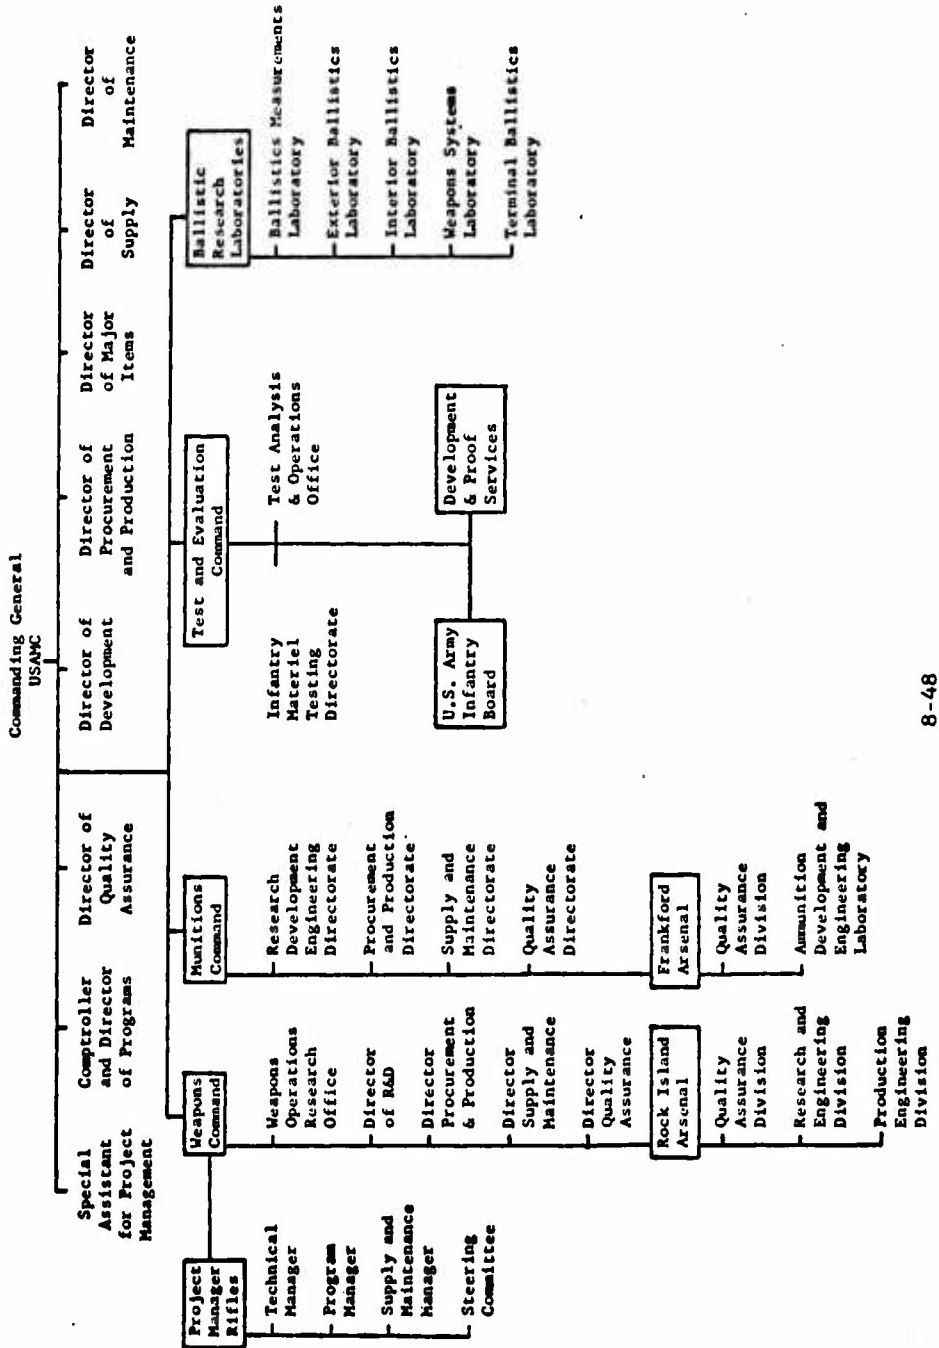 Commanding General
USAMC
Special
Assistant
for Project
Management
Comptroller
and Director
of Programs
Director of
Quality
Assurance
Director of
Development
Director of
Procurement
and Production
Director
of Major
Items
Director
of
Supply
Director
of
Maintenance
Project
Manager
Rifles
Technical
Manager
Program
Manager
Supply and
Maintenance
Manager
Steering
Committee
Weapons
Command
Weapons
Operations
Research
Office
Director
of R&D
Director
Procurement
& Production
Director
Supply and
Maintenance
Director
Quality
Assurance
Rock Island
Arsenal
Quality
Assurance
Division
Research and
Engineering
Division
Production
Engineering
Division
Munitions
Command
Research
Development
Engineering
Directorate
Procurement
and Production
Directorate
Supply and
Maintenance
Directorate
Quality
Assurance
Directorate
Frankford
Arsenal
Quality
Assurance
Division
Ammunition
Development and
Engineering
Laboratory
Test and Evaluation
Command
Infantry
Materiel
Testing
Directorate
Test Analysis
& Operations
Office
U.S. Army
Infantry
Board
Development
& Proof
Services
Ballistic
Research
Laboratories
Ballistics Measurements
Laboratory
Exterior Ballistics
Laboratory
Interior Ballistics
Laboratory
Weapons Systems
Laboratory
Terminal Ballistics
Laboratory
8-48